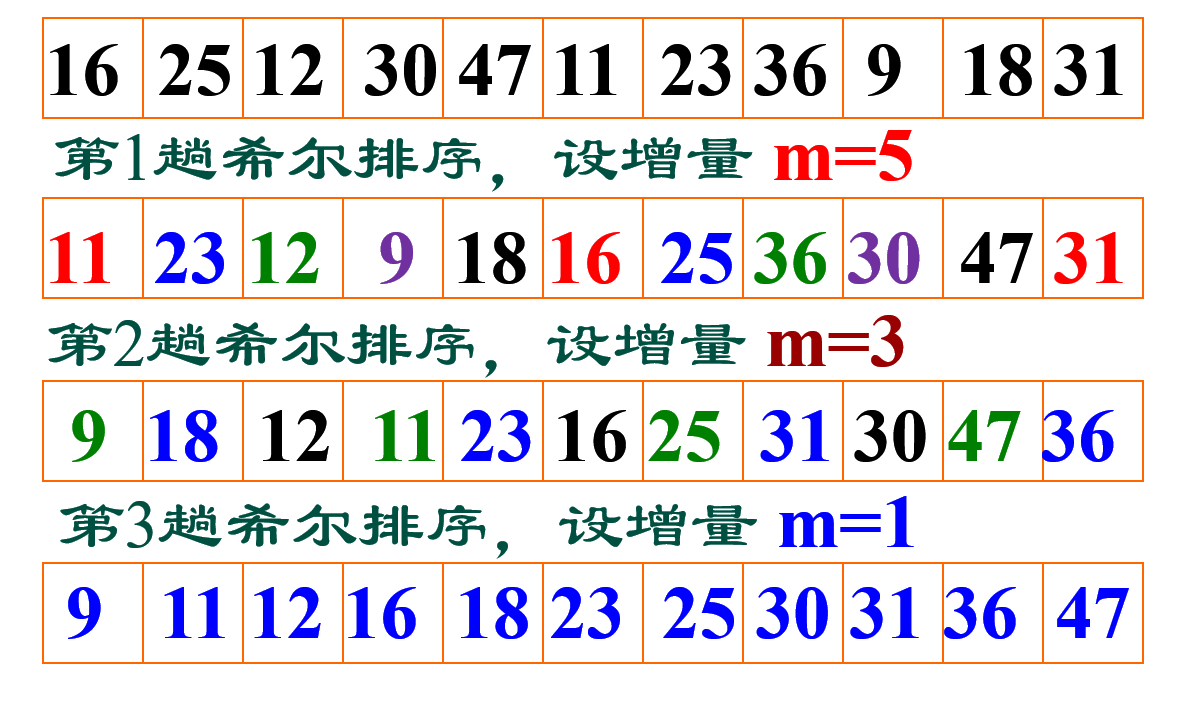 16 25 12 30 47 11 23 36 9 18 31
第1趟希尔排序，设增量 m=5
11 23 12 9 18 16 25 36 30 47 31
第2趟希尔排序，设增量 m=3
9 18 12 11 23 16 25 31 30 47 36
第3趟希尔排序，设增量 m=1
9 11 12 16 18 23 25 30 31 36 47